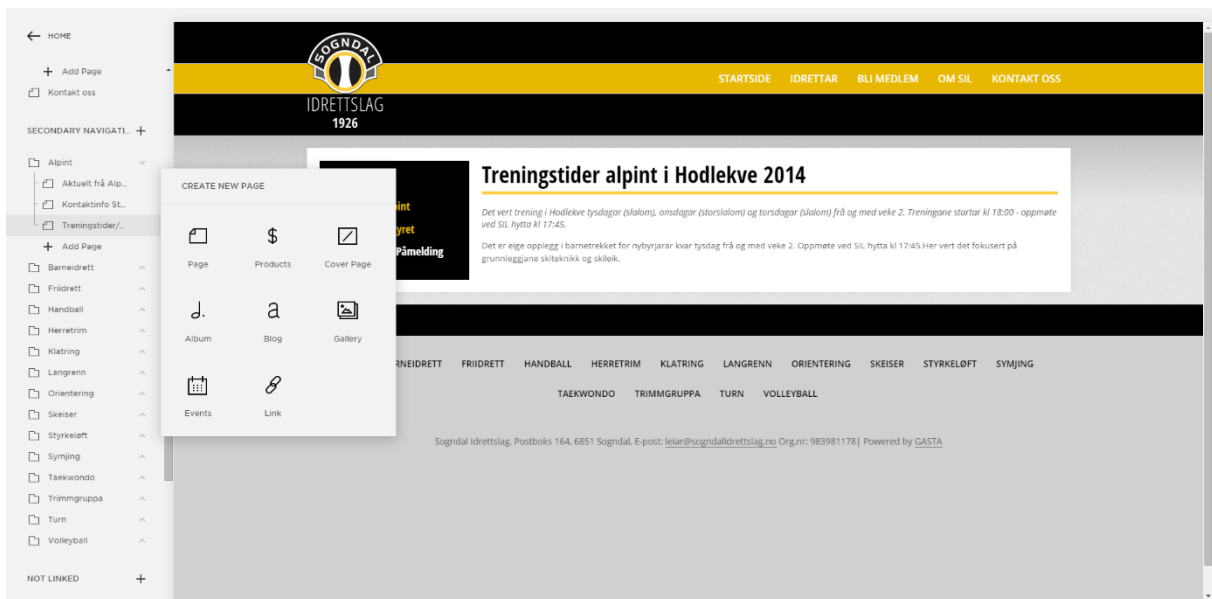 HOME
Add Page
Kontakt oss
SECONDARY NAVIGATI...
Alpint
Aktuelt frå Alp...
Kontaktinfo St...
Treningstider/...
Add Page
Barneidrett
Friidrett
Handball
Herretrim
Klatring
Langrenn
Orientering
Skeiser
Styrkeløft
Symjing
Taekwondo
Trimmgruppa
Turn
Volleyball
NOT LINKED
CREATE NEW PAGE
Page Products Cover Page
Album Blog Gallery
Events Link
SOGNDAL
IDRETTSLAG
1926
STARTSIDE IDRETTAR BLI MEDLEM OM SIL KONTAKT OSS
Påmelding
Treningstider alpint i Hodlekve 2014
Det vert trening i Hodlekve tysdagar (slalom), onsdagar (storslalom) og torsdagar (slalom) frå og med veke 2. Treningane startar kl 18:00 - oppmøte
ved SIL hytta kl 17:45.
Det er eige opplegg i barnetrekket for nybyrjarar kvar tysdag frå og med veke 2. Oppmøte ved SIL hytta kl 17:45.Her vert det fokusert på
grunnleggjane skiteknikk og skileik.
RNEIDRETT FRIIDRETT HANDBALL HERRETRIM KLATRING LANGRENN ORIENTERING SKEISER STYRKELØFT SYMJING
TAEKWONDO TRIMMGRUPPA TURN VOLLEYBALL
Sogndal Idrettslag, Postboks 164, 6851 Sogndal, E-post: leiar@sogndalidrettslag.no Org.nr: 983981178| Powered by GASTA